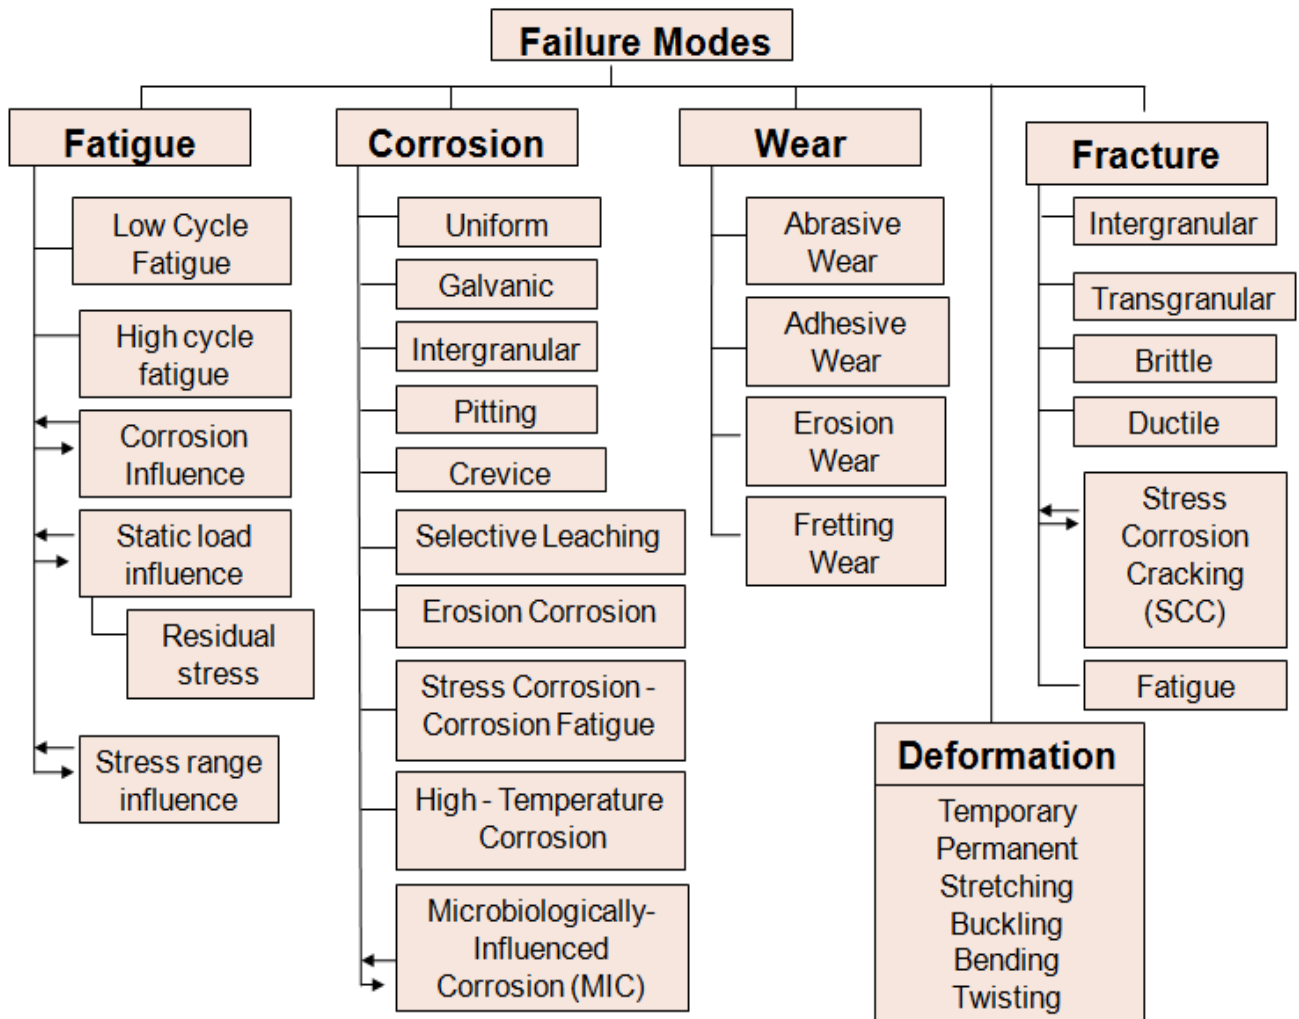 Failure Modes
Fatigue
Low Cycle
Fatigue
High cycle
fatigue
Corrosion
Influence
Static load
influence
Residual
stress
Stress range
influence
Corrosion
Uniform
Galvanic
Intergranular
Pitting
Crevice
Selective Leaching
Erosion Corrosion
Stress Corrosion -
Corrosion Fatigue
High - Temperature
Corrosion
Microbiologically-
Influenced
Corrosion (MIC)
Wear
Abrasive
Wear
Adhesive
Wear
Erosion
Wear
Fretting
Wear
Fracture
Intergranular
Transgranular
Brittle
Ductile
Stress
Corrosion
Cracking
(SCC)
Fatigue
Deformation
Temporary
Permanent
Stretching
Buckling
Bending
Twisting